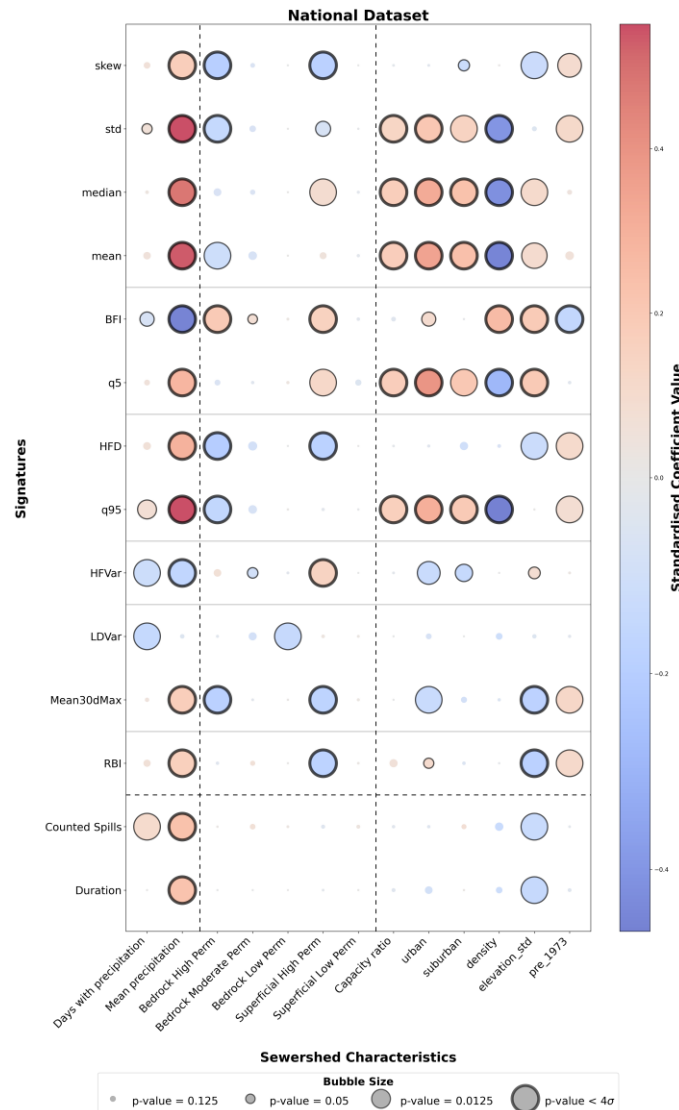 National Dataset
skew
std
median
mean
BFI
q5
HFD
q95
HFVar
LDVar
Mean30dMax
RBI
Counted Spills
Duration
Signatures
Days with precipitation
Mean precipitation
Bedrock High Perm
Bedrock Moderate Perm
Bedrock Low Perm
Superficial High Perm
Superficial Low Perm
Capacity ratio
urban
suburban
density
elevation_std
pre_1973
Sewershed Characteristics
0.4
0.2
0.0
−0.2
−0.4
Standardised Coefficient Value
Bubble Size
p-value = 0.125
p-value = 0.05
p-value = 0.0125
p-value < 4σ